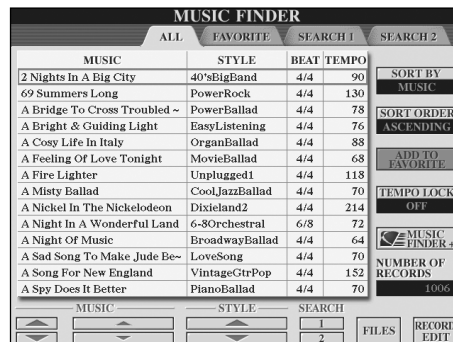 MUSIC FINDER
ALL FAVORITE SEARCH 1 SEARCH 2
MUSIC STYLE BEAT TEMPO
2 Nights In A Big City 40'sBigBand 4/4 90
69 Summers Long PowerRock 4/4 130
A Bridge To Cross Troubled ~ PowerBallad 4/4 78
A Bright & Guiding Light EasyListening 4/4 76
A Cosy Life In Italy OrganBallad 4/4 88
A Feeling Of Love Tonight MovieBallad 4/4 68
A Fire Lighter Unplugged1 4/4 118
A Misty Ballad CoolJazzBallad 4/4 70
A Nickel In The Nickelodeon Dixieland2 4/4 214
A Night In A Wonderful Land 6-8Orchestral 6/8 72
A Night Of Music BroadwayBallad 4/4 64
A Sad Song To Make Jude Be~ LoveSong 4/4 70
A Song For New England VintageGtrPop 4/4 152
A Spy Does It Better PianoBallad 4/4 70
SORT BY
MUSIC
SORT ORDER
ASCENDING
ADD TO
FAVORITE
TEMPO LOCK
OFF
MUSIC
FINDER +
NUMBER OF
RECORDS
1006
MUSIC STYLE SEARCH
1
2
FILES
RECORD
EDIT